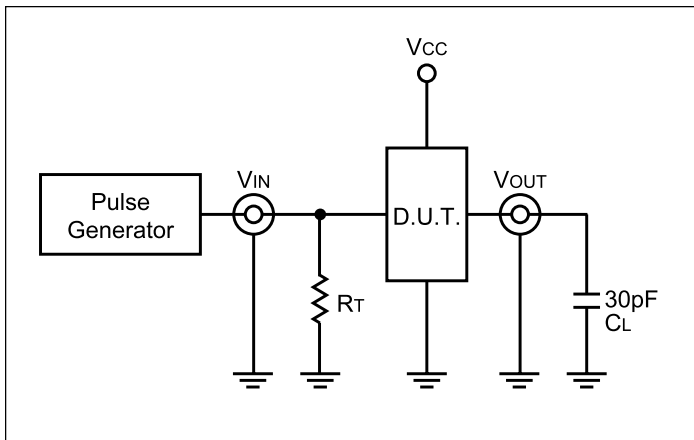 VCC
VIN
VOUT
Pulse
Generator
D.U.T.
RT
30pF
CL